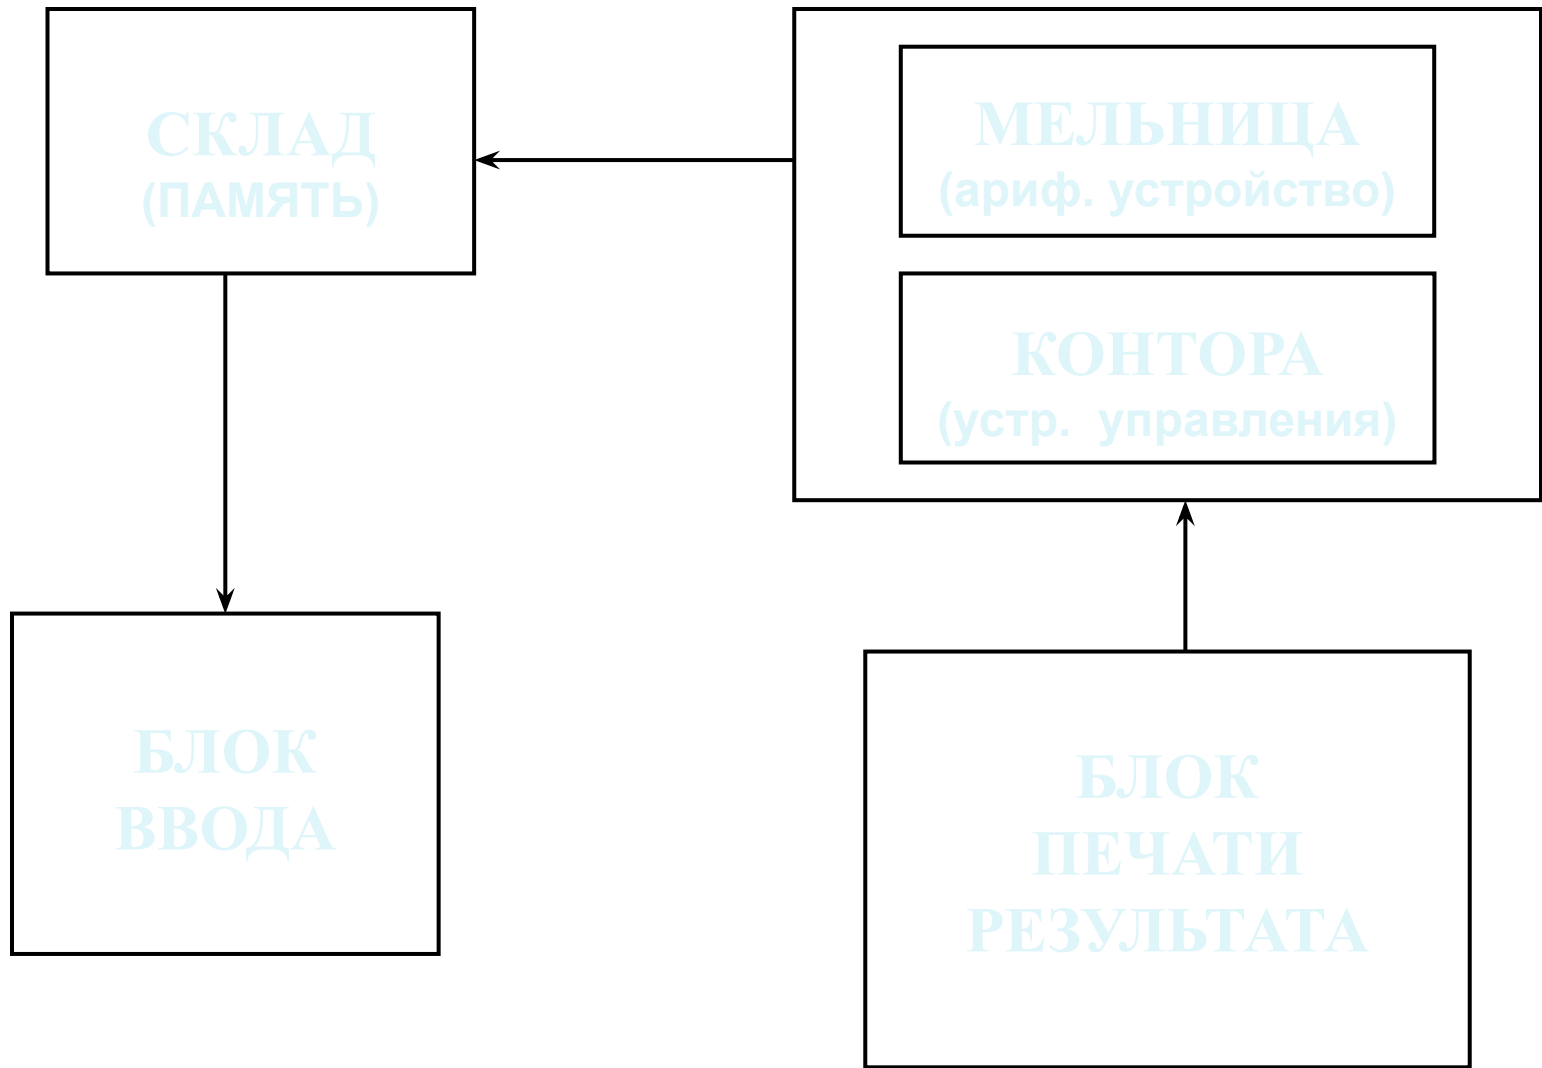 СКЛАД
(ПАМЯТЬ)
МЕЛЬНИЦА
(ариф. устройство)
КОНТОРА
(устр.  управления)
БЛОК
ВВОДА
БЛОК
ПЕЧАТИ
РЕЗУЛЬТАТА